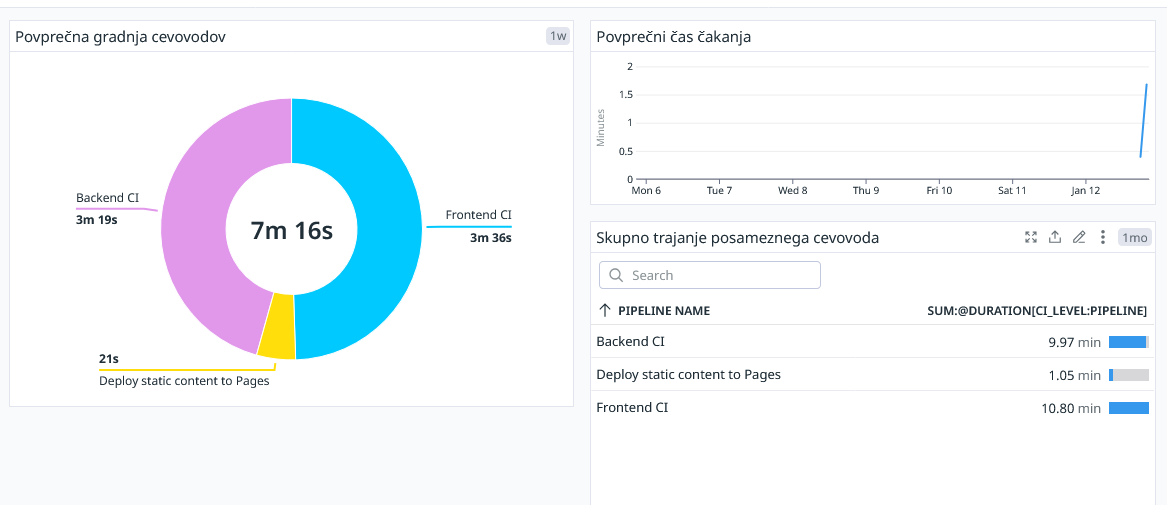 Povprečna gradnja cevovodov
1w
Backend CI
3m 19s
7m 16s
Frontend CI
3m 36s
21s
Deploy static content to Pages
Povprečni čas čakanja
Minutes
2
1.5
1
0.5
0
Mon 6 Tue 7 Wed 8 Thu 9 Fri 10 Sat 11 Jan 12
Skupno trajanje posameznega cevovoda
1mo
Search
PIPELINE NAME SUM:@DURATION[CI_LEVEL:PIPELINE]
Backend CI 9.97 min
Deploy static content to Pages 1.05 min
Frontend CI 10.80 min